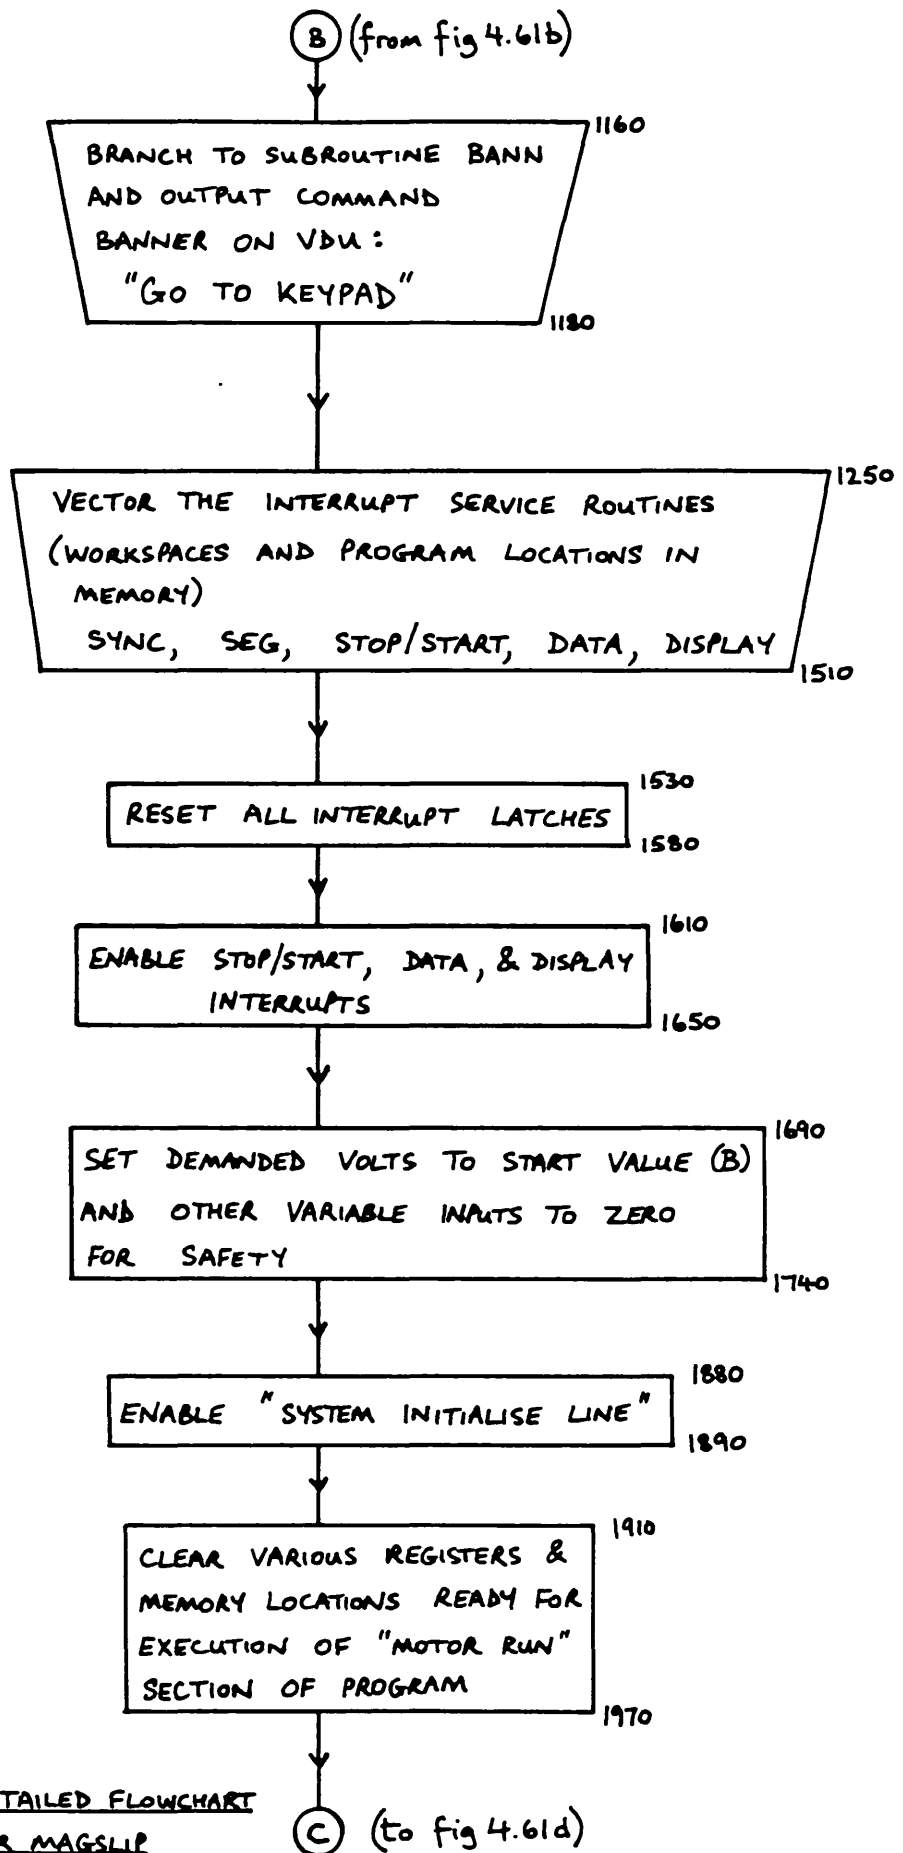 B (from fig 4.61b)
1160
BRANCH TO SUBROUTINE BANN
AND OUTPUT COMMAND
BANNER ON VDU :
"GO TO KEYPAD"
1180
1250
VECTOR THE INTERRUPT SERVICE ROUTINES
(WORKSPACES AND PROGRAM LOCATIONS IN
MEMORY)
SYNC, SEG, STOP/START, DATA, DISPLAY
1510
1530
RESET ALL INTERRUPT LATCHES
1580
1610
ENABLE STOP/START, DATA, & DISPLAY
INTERRUPTS
1650
1690
SET DEMANDED VOLTS TO START VALUE (B)
AND OTHER VARIABLE INPUTS TO ZERO
FOR SAFETY
1740
1880
ENABLE "SYSTEM INITIALISE LINE"
1890
1910
CLEAR VARIOUS REGISTERS &
MEMORY LOCATIONS READY FOR
EXECUTION OF "MOTOR RUN"
SECTION OF PROGRAM
1970
TAILED FLOWCHART
C (to fig 4.61d)
R MAGSLIP